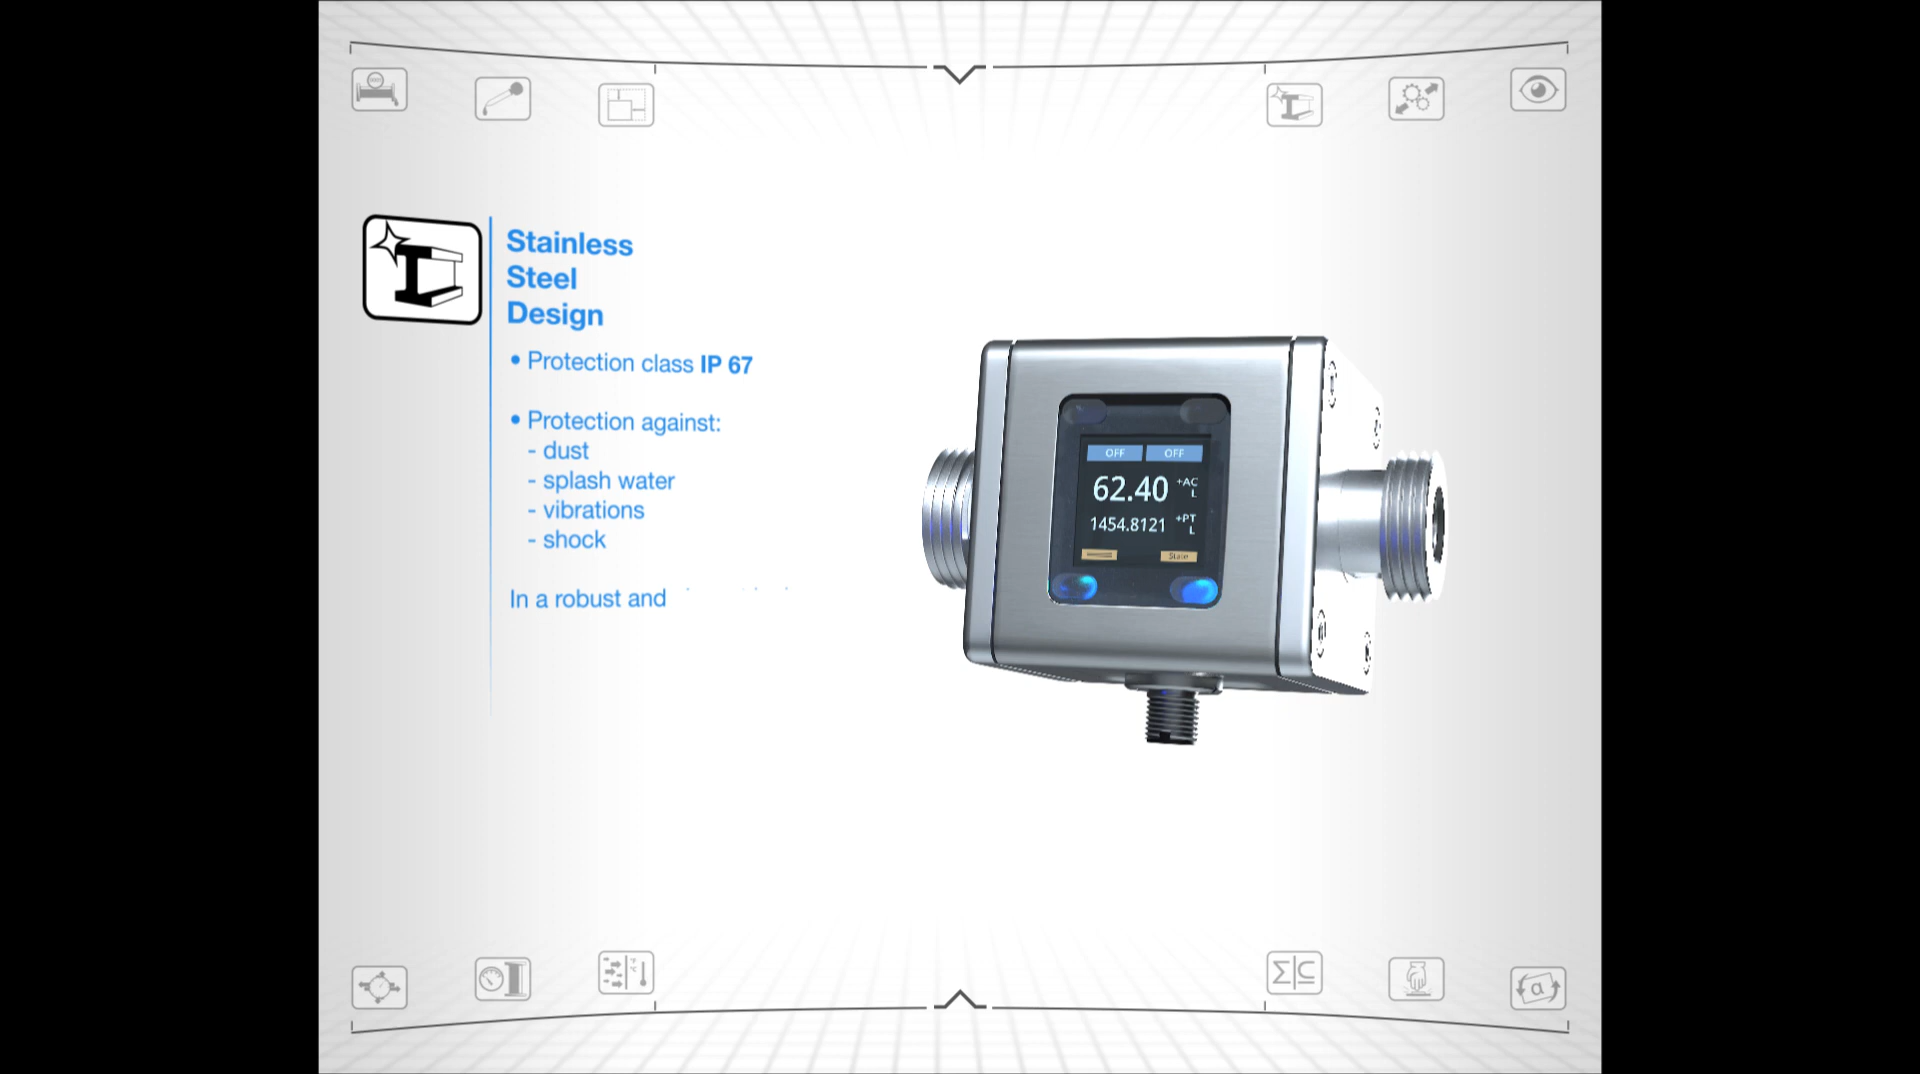 Stainless
Steel
Design
• Protection class IP 67
• Protection against:
- dust
- splash water
- vibrations
- shock
In a robust and
OFF OFF
62.40 +AC L
1454.8121 +PT L
State
Σ C
α